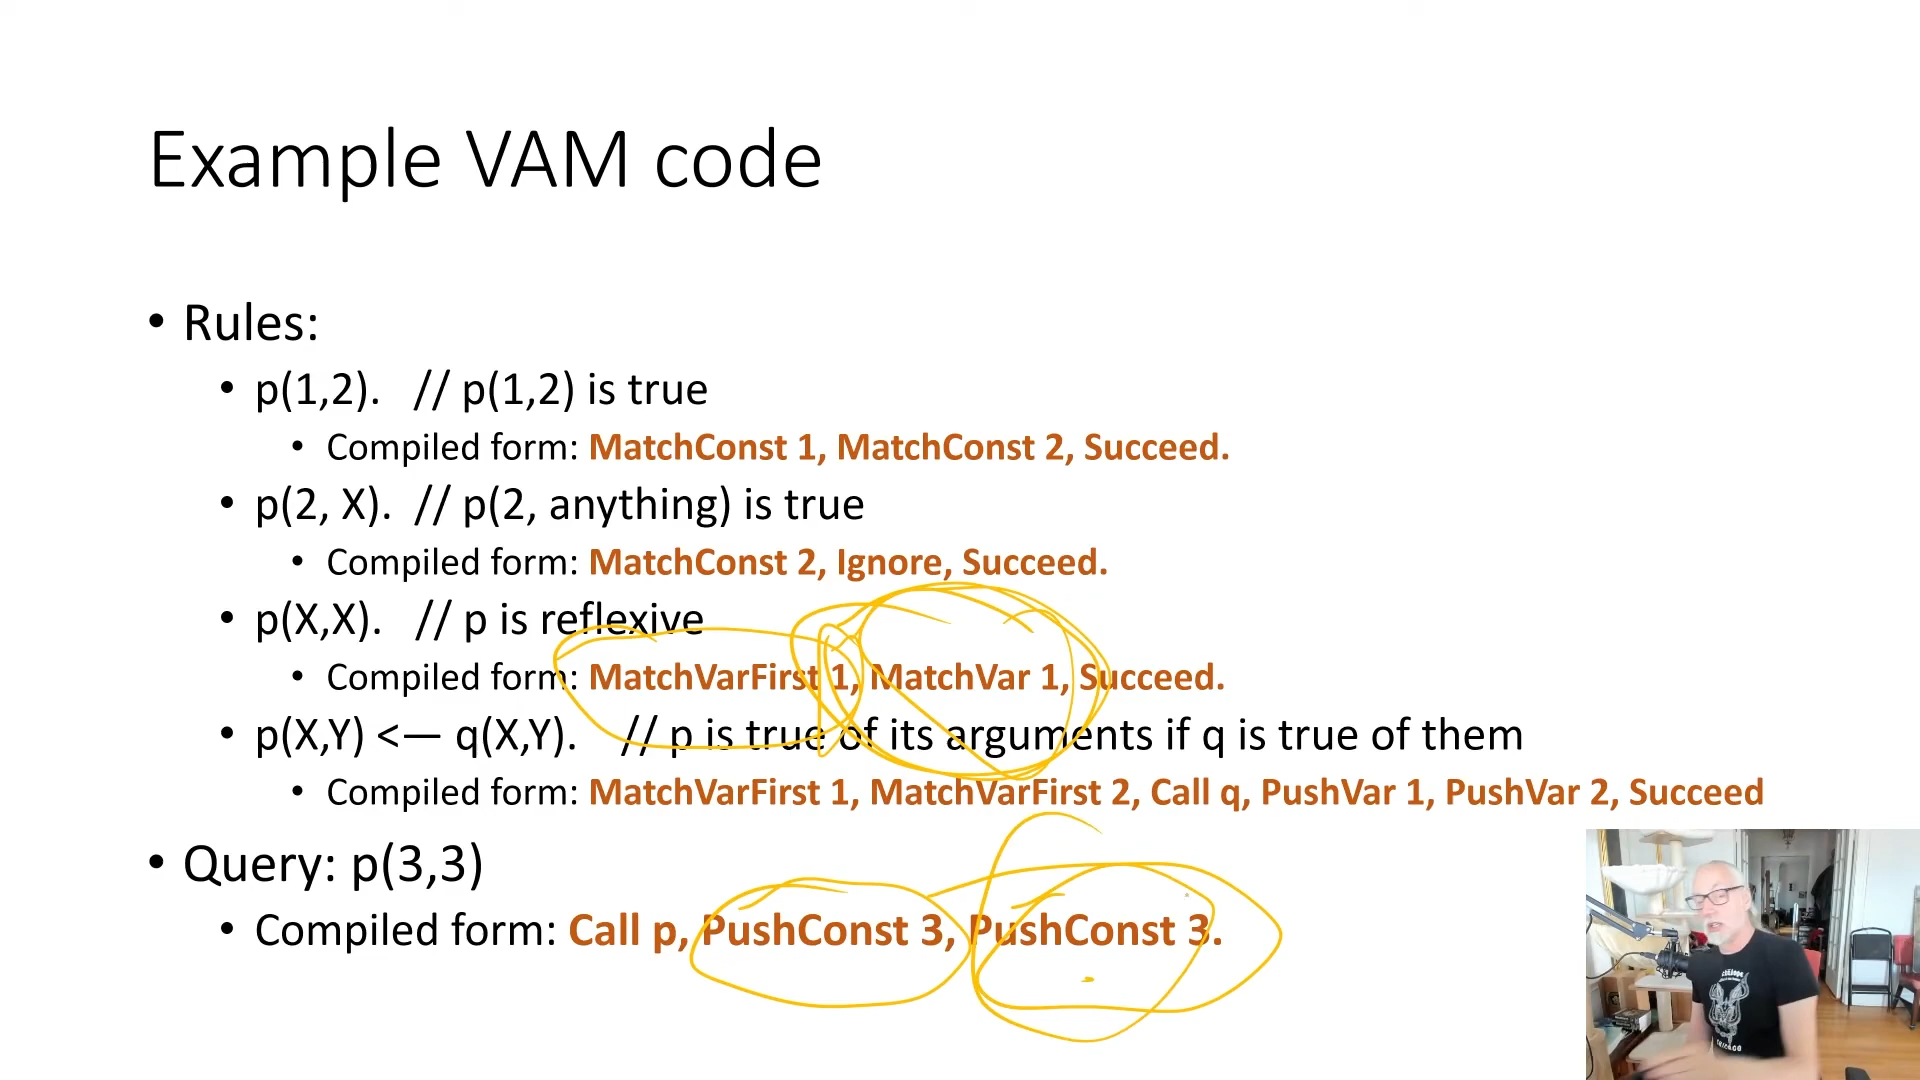 Example VAM code
• Rules:
• p(1,2). // p(1,2) is true
• Compiled form: MatchConst 1, MatchConst 2, Succeed.
• p(2, X). // p(2, anything) is true
• Compiled form: MatchConst 2, Ignore, Succeed.
• p(X,X). // p is reflexive
• Compiled form: MatchVarFirst 1, MatchVar 1, Succeed.
• p(X,Y) <— q(X,Y). // p is true of its arguments if q is true of them
• Compiled form: MatchVarFirst 1, MatchVarFirst 2, Call q, PushVar 1, PushVar 2, Succeed
• Query: p(3,3)
• Compiled form: Call p, PushConst 3, PushConst 3.
CHICAGO